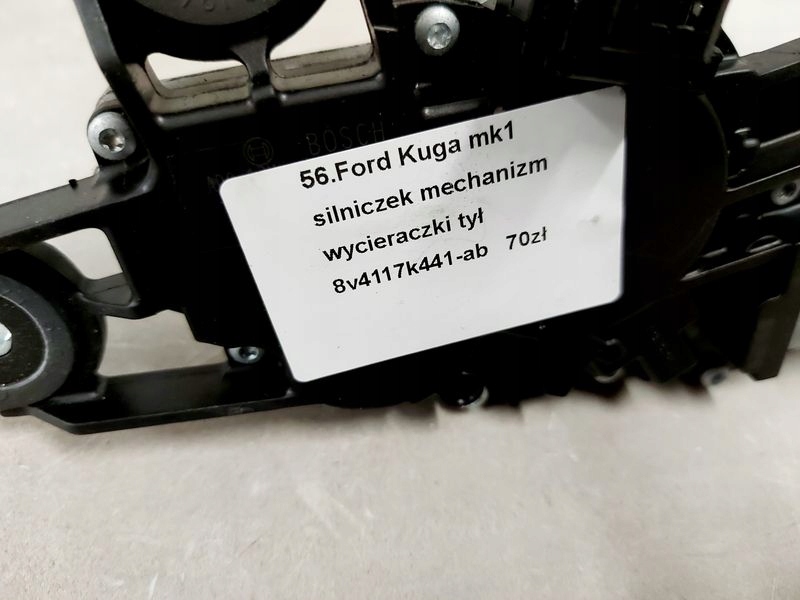 BOSCH
56.Ford Kuga mk1
silniczek mechanizm
wycieraczki tył
8v4117k441-ab 70zł